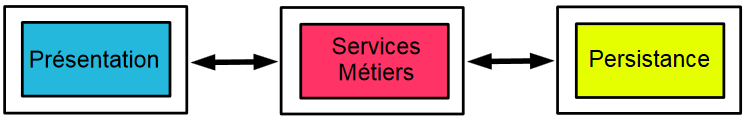 Présentation
Services
Métiers
Persistance